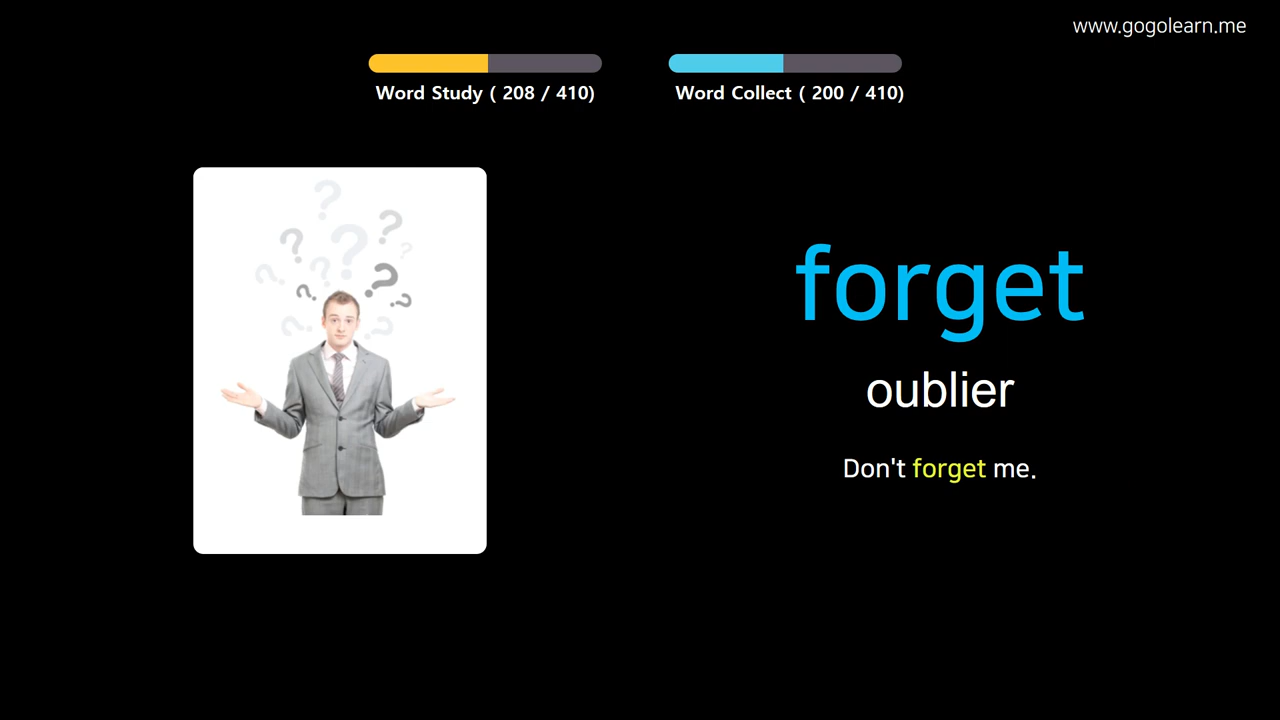 www.gogolearn.me
Word Study ( 208 / 410)
Word Collect ( 200 / 410)
forget
oublier
Don't forget me.